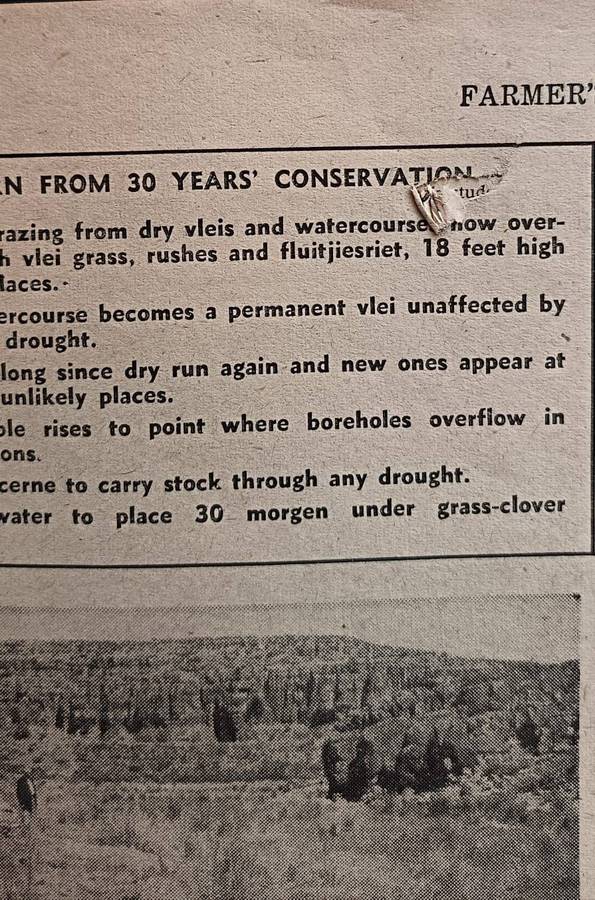 FARMER'
N FROM 30 YEARS' CONSERVATION
tud
razing from dry vleis and watercourse now over-
h vlei grass, rushes and fluitjiesriet, 18 feet high
laces.
ercourse becomes a permanent vlei unaffected by
drought.
long since dry run again and new ones appear at
unlikely places.
ble rises to point where boreholes overflow in
ons.
cerne to carry stock through any drought.
water to place 30 morgen under grass-clover